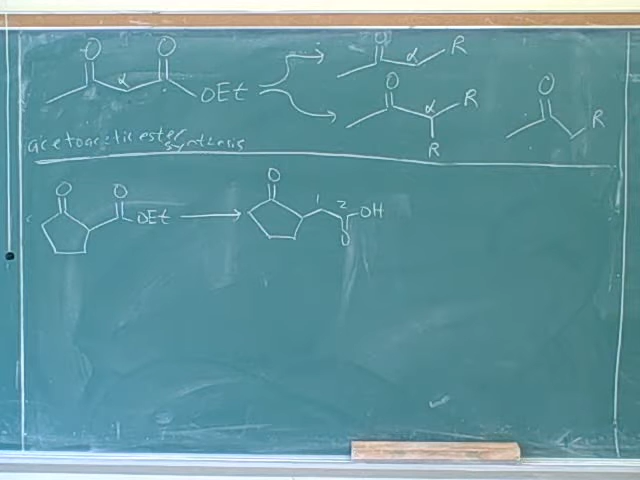 O O O R
α α
OEt O α R O
R R
acetoacetic ester
synthesis
O O O 1 2 OH
OEt O